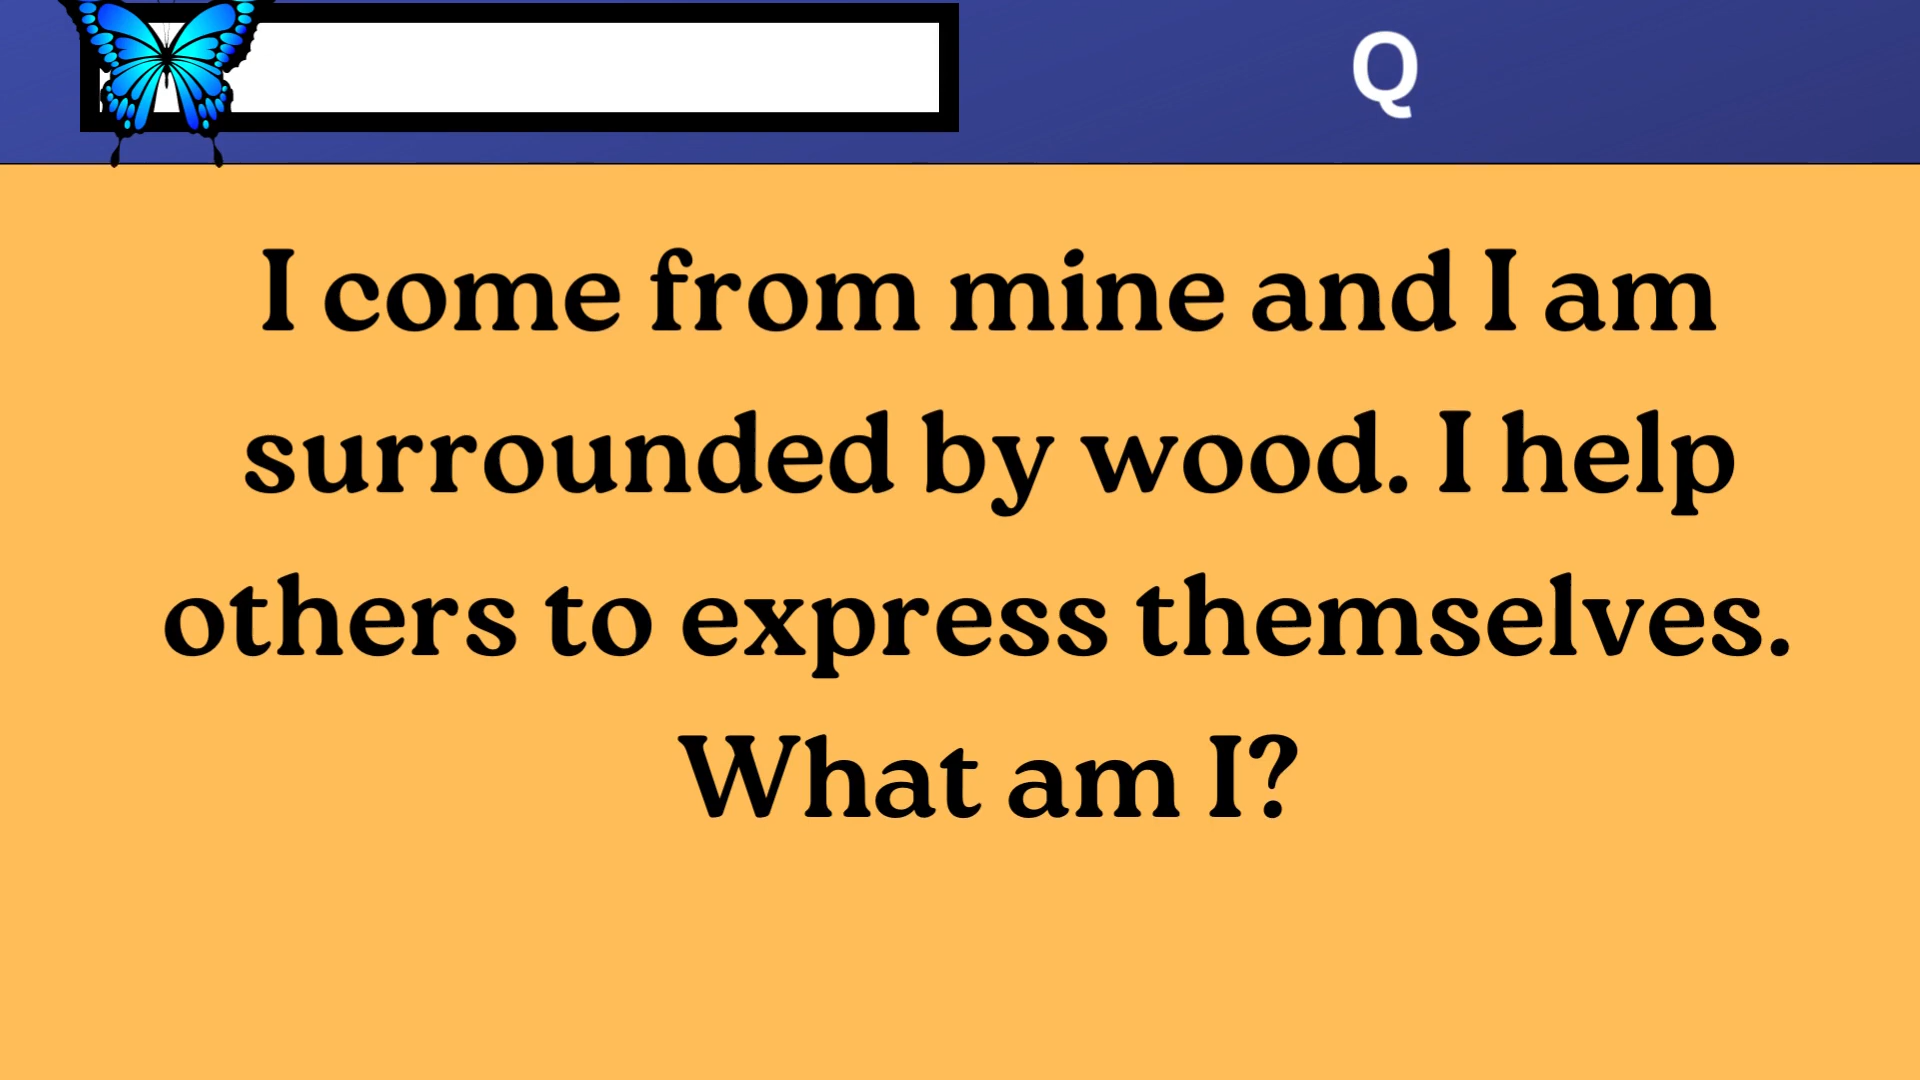 Q
I come from mine and I am
surrounded by wood. I help
others to express themselves.
What am I?